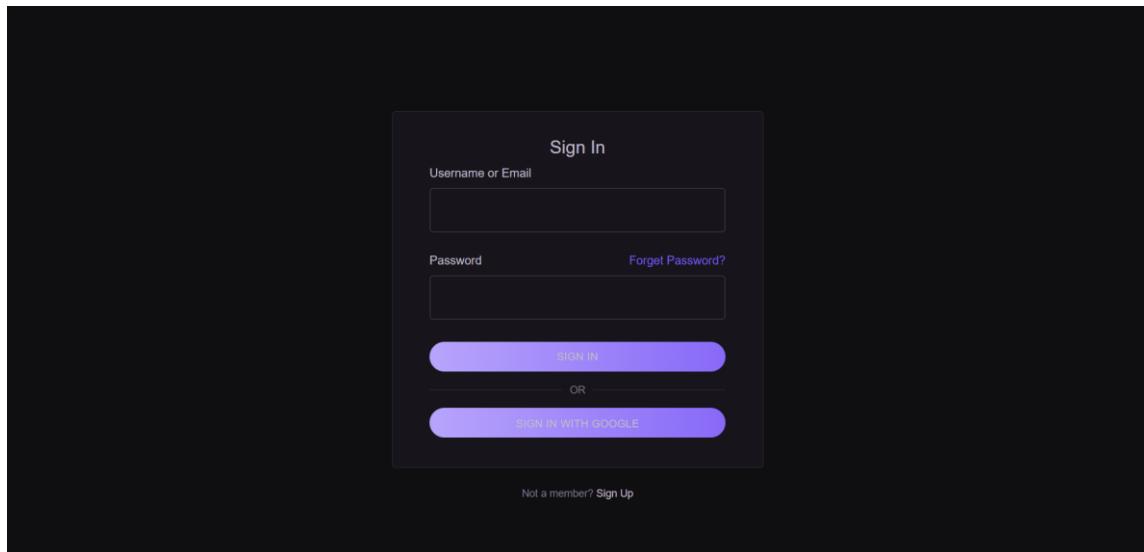 Sign In
Username or Email
Password Forget Password?
SIGN IN
OR
SIGN IN WITH GOOGLE
Not a member? Sign Up